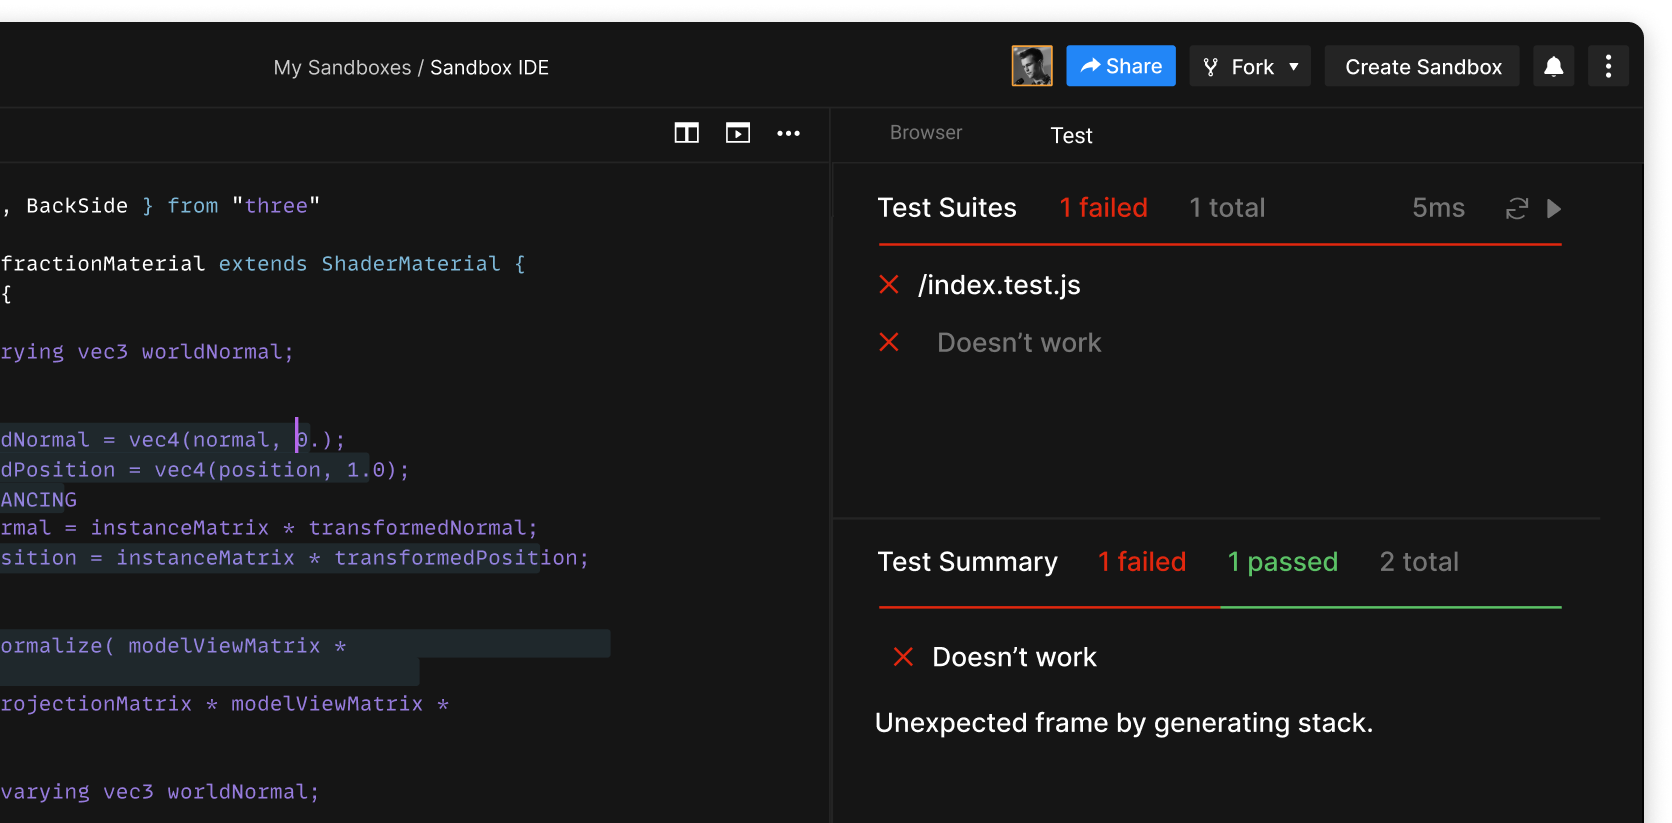 My Sandboxes / Sandbox IDE
Share
Fork
Create Sandbox
Browser
Test
, BackSide } from "three"
fractionMaterial extends ShaderMaterial {
{
rying vec3 worldNormal;
dNormal = vec4(normal, 0.);
dPosition = vec4(position, 1.0);
ANCING
rmal = instanceMatrix * transformedNormal;
sition = instanceMatrix * transformedPosition;
ormalize( modelViewMatrix *
rojectionMatrix * modelViewMatrix *
varying vec3 worldNormal;
Test Suites 1 failed 1 total 5ms
/index.test.js
Doesn’t work
Test Summary 1 failed 1 passed 2 total
Doesn’t work
Unexpected frame by generating stack.